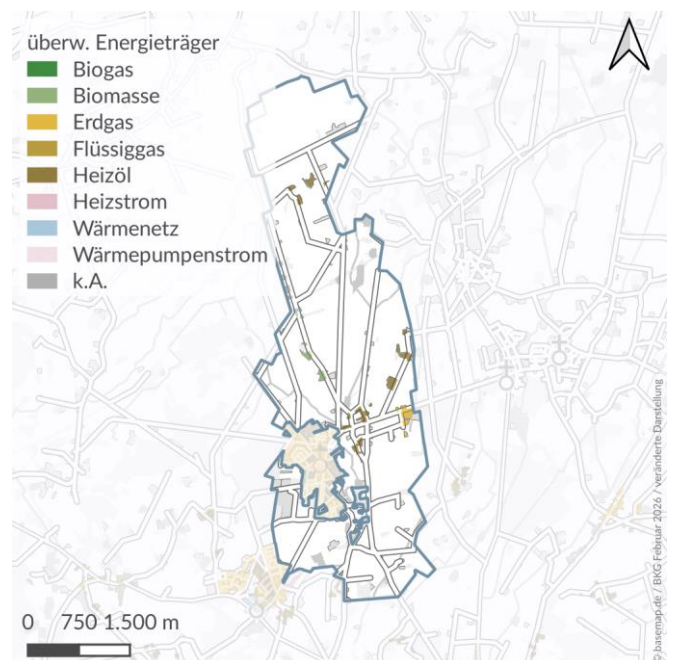 überw. Energieträger
Biogas
Biomasse
Erdgas
Flüssiggas
Heizöl
Heizstrom
Wärmenetz
Wärmepumpenstrom
k.A.
0 750 1.500 m
© basemap.de / BKG Februar 2026 / veränderte Darstellung